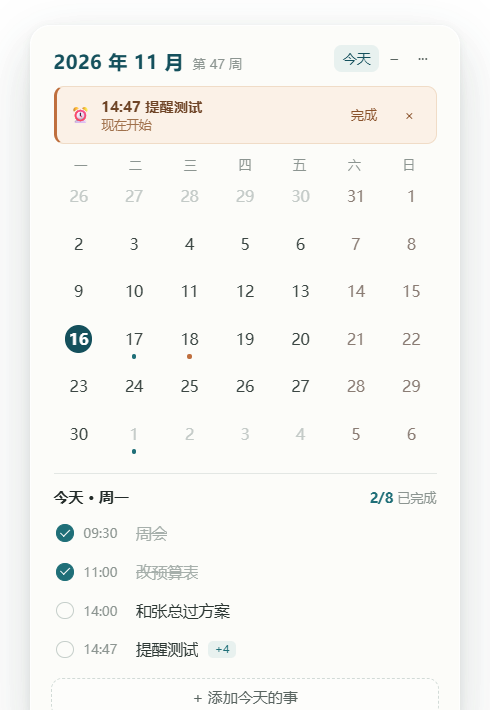 2026 年 11 月 第 47 周 今天 − ···
14:47 提醒测试
现在开始
完成 ×
一 二 三 四 五 六 日
26 27 28 29 30 31 1
2 3 4 5 6 7 8
9 10 11 12 13 14 15
16 17 18 19 20 21 22
23 24 25 26 27 28 29
30 1 2 3 4 5 6
今天 · 周一 2/8 已完成
09:30 周会
11:00 改预算表
14:00 和张总过方案
14:47 提醒测试 +4
+ 添加今天的事